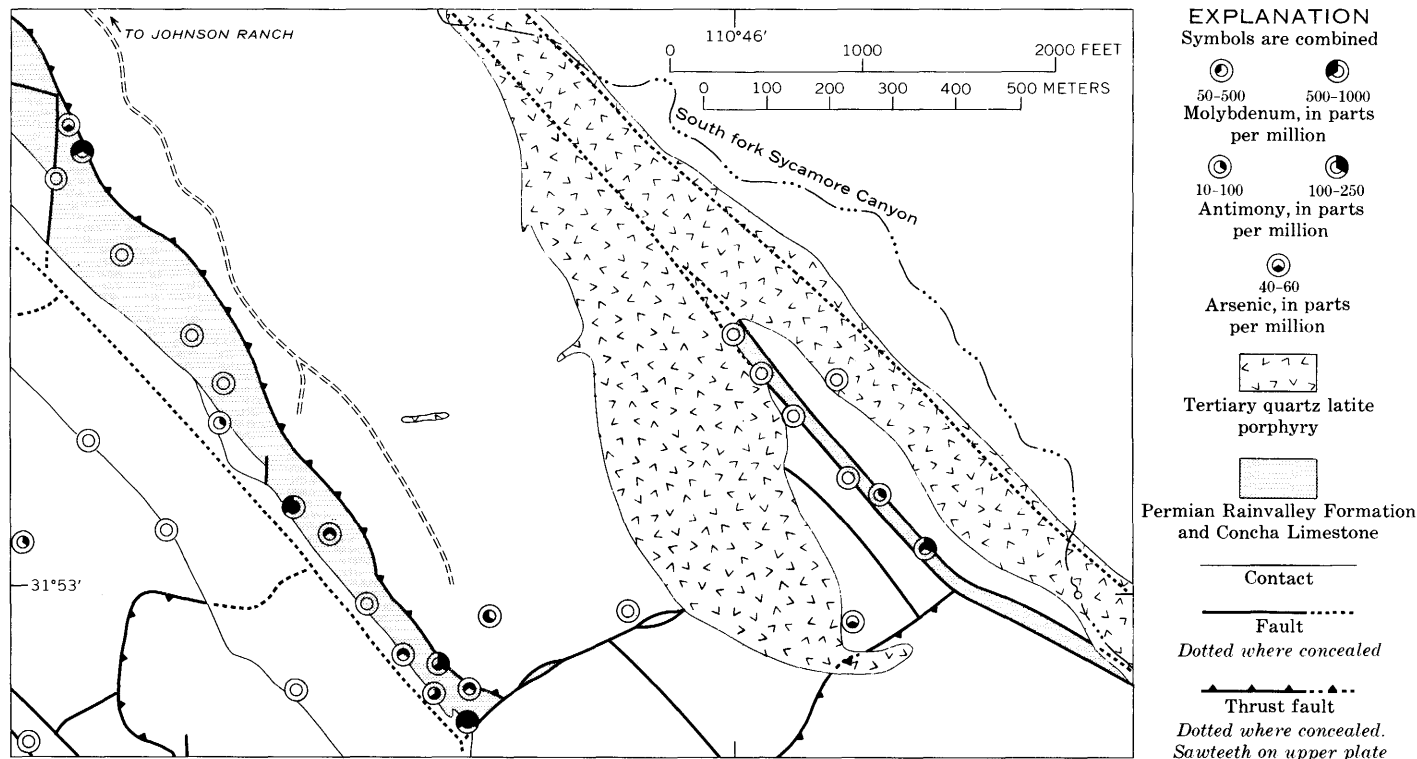 TO JOHNSON RANCH
110°46'
0 1000 2000 FEET
0 100 200 300 400 500 METERS
South fork Sycamore Canyon
31°53'
EXPLANATION
Symbols are combined
50-500 500-1000
Molybdenum, in parts
per million
10-100 100-250
Antimony, in parts
per million
40-60
Arsenic, in parts
per million
Tertiary quartz latite
porphyry
Permian Rainvalley Formation
and Concha Limestone
Contact
Fault
Dotted where concealed
Thrust fault
Dotted where concealed.
Sawteeth on upper plate